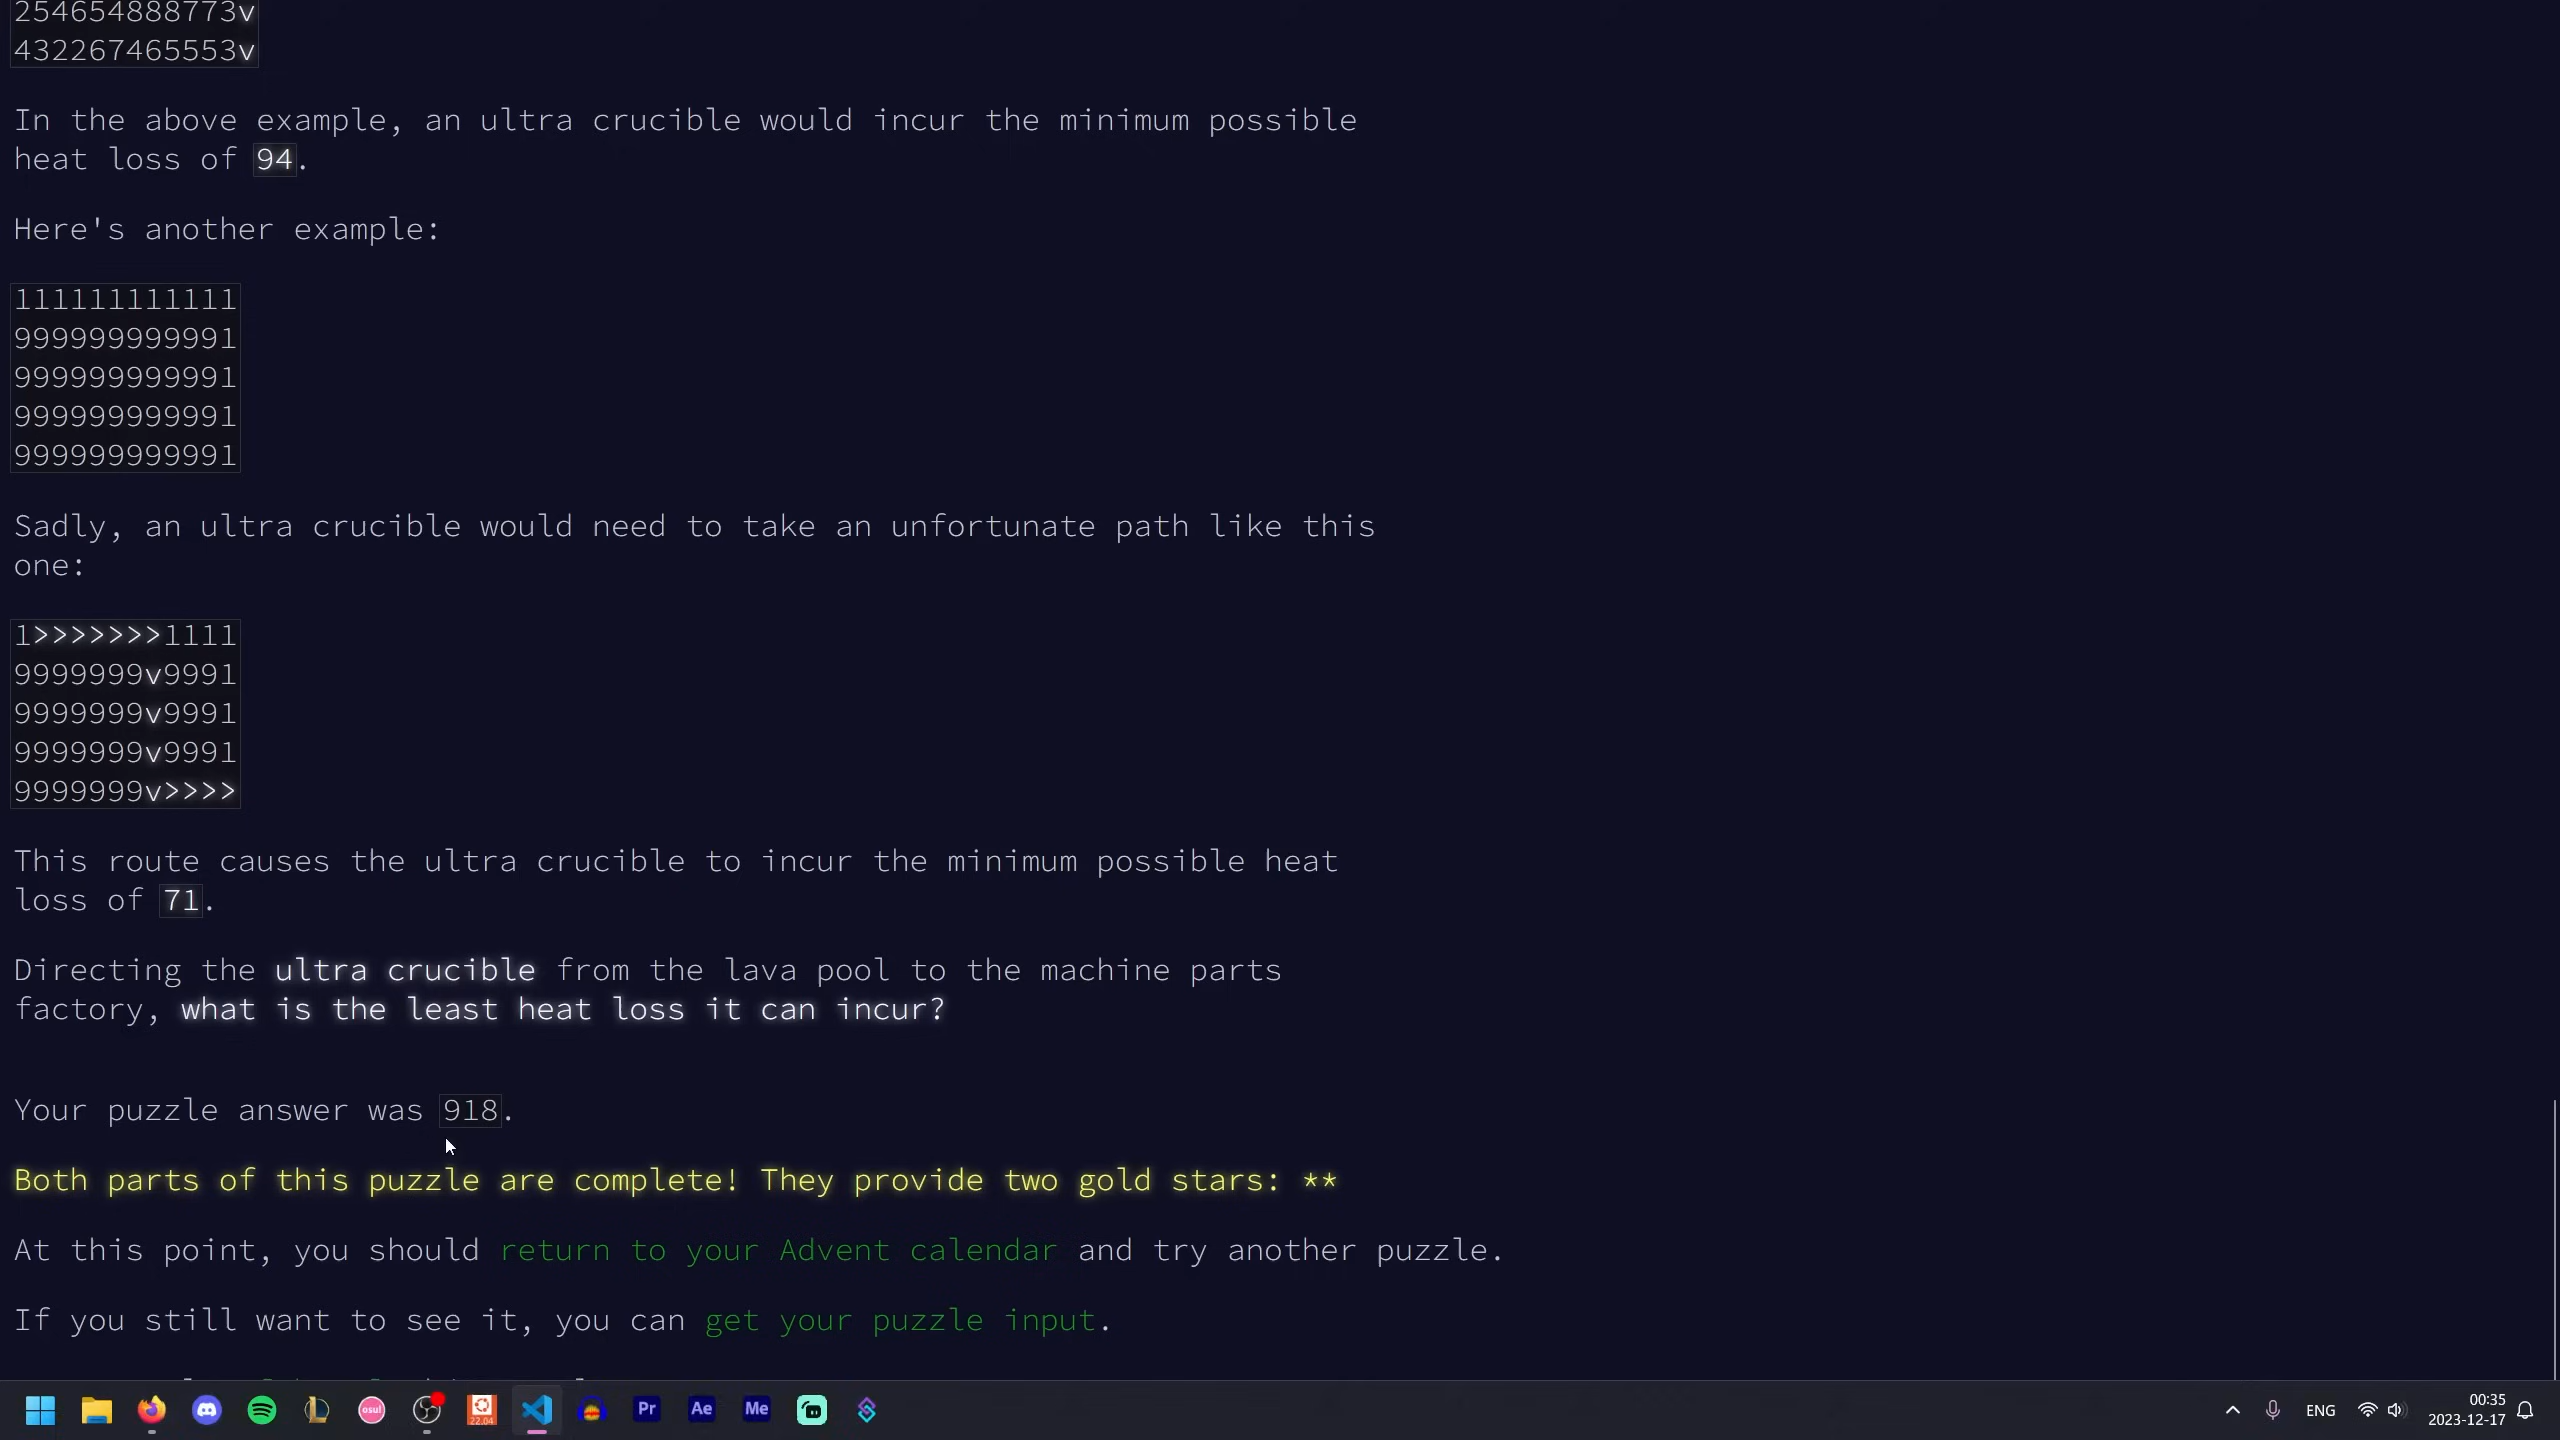 254654888773v
432267465553v
In the above example, an ultra crucible would incur the minimum possible
heat loss of 94.
Here's another example:
111111111111
999999999991
999999999991
999999999991
999999999991
Sadly, an ultra crucible would need to take an unfortunate path like this
one:
1>>>>>>>1111
9999999v9991
9999999v9991
9999999v9991
9999999v>>>>
This route causes the ultra crucible to incur the minimum possible heat
loss of 71.
Directing the ultra crucible from the lava pool to the machine parts
factory, what is the least heat loss it can incur?
Your puzzle answer was 918.
Both parts of this puzzle are complete! They provide two gold stars: **
At this point, you should return to your Advent calendar and try another puzzle.
If you still want to see it, you can get your puzzle input.
osu!
22.04
Pr
Ae
Me
ENG
00:35
2023-12-17